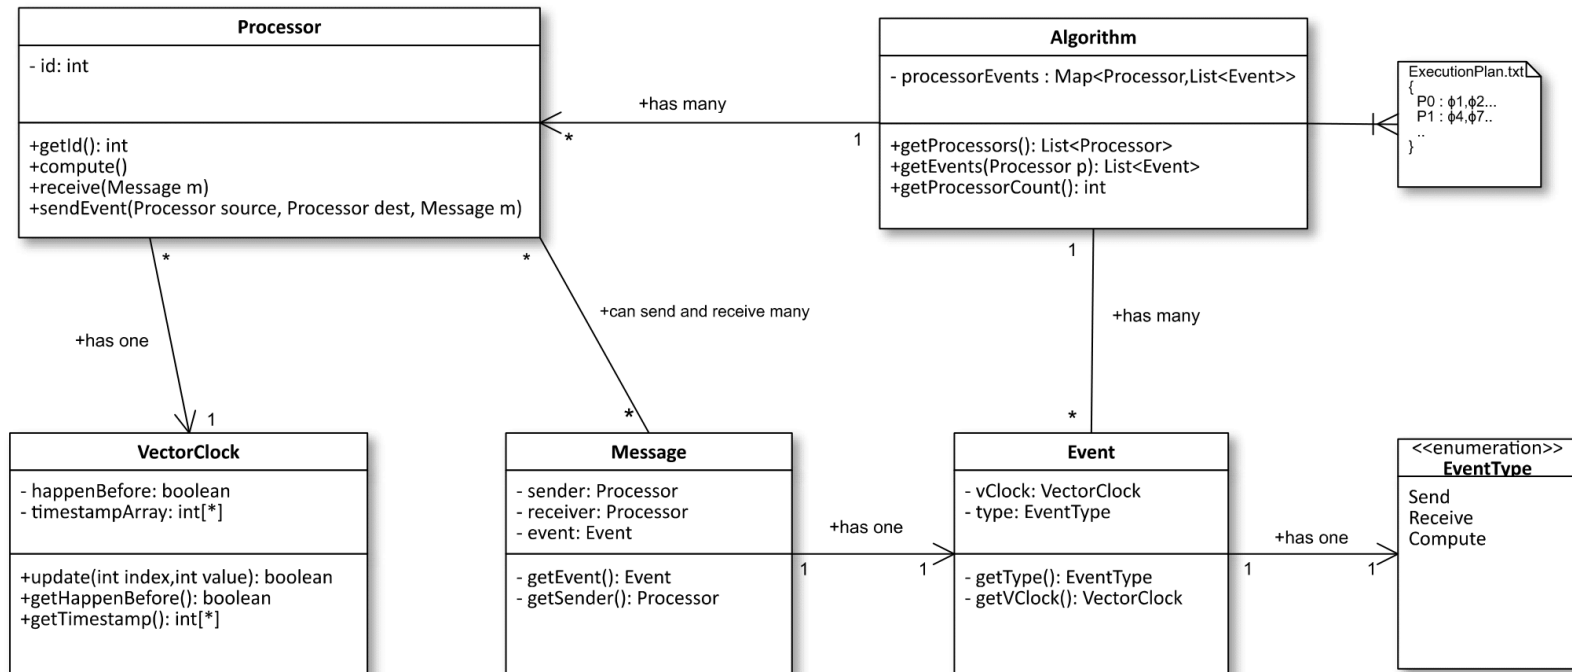 Processor
- id: int
+getId(): int
+compute()
+receive(Message m)
+sendEvent(Processor source, Processor dest, Message m)
+has many
*
1
Algorithm
- processorEvents : Map<Processor,List<Event>>
+getProcessors(): List<Processor>
+getEvents(Processor p): List<Event>
+getProcessorCount(): int
ExecutionPlan.txt
{
P0 : ϕ1,ϕ2...
P1 : ϕ4,ϕ7..
..
}
*
+has one
1
*
+can send and receive many
*
1
+has many
*
VectorClock
- happenBefore: boolean
- timestampArray: int[*]
+update(int index,int value): boolean
+getHappenBefore(): boolean
+getTimestamp(): int[*]
Message
- sender: Processor
- receiver: Processor
- event: Event
- getEvent(): Event
- getSender(): Processor
+has one
1
1
Event
- vClock: VectorClock
- type: EventType
- getType(): EventType
- getVClock(): VectorClock
+has one
1
1
<<enumeration>>
EventType
Send
Receive
Compute